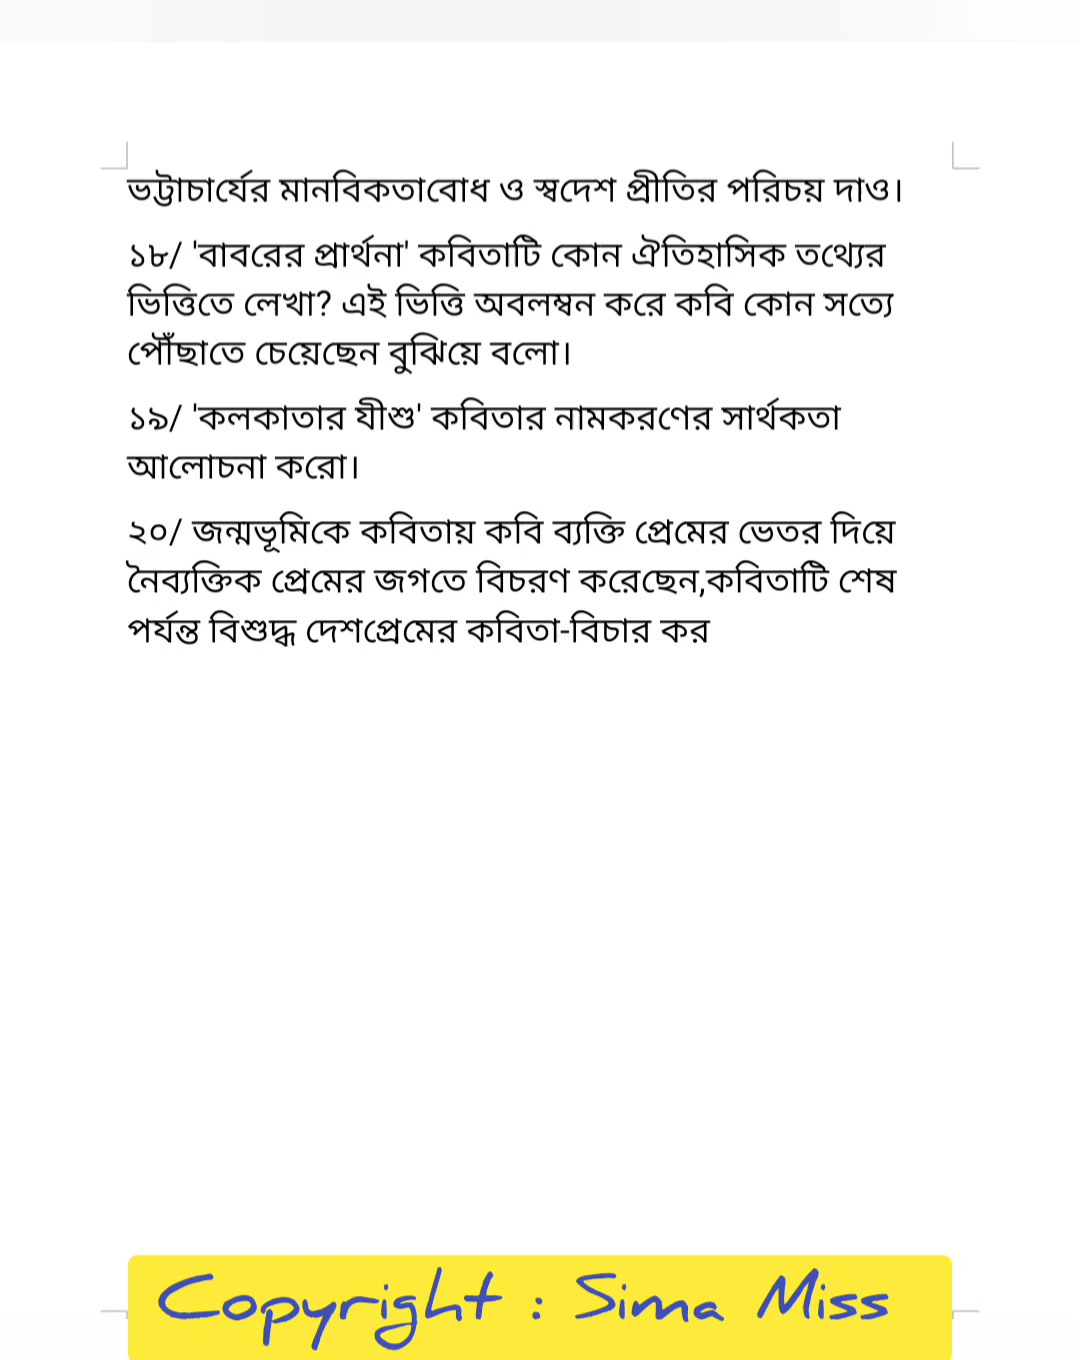 ভট্টাচার্যের মানবিকতাবোধ ও স্বদেশ প্রীতির পরিচয় দাও।
১৮/ 'বাবরের প্রার্থনা' কবিতাটি কোন ঐতিহাসিক তথ্যের
ভিত্তিতে লেখা? এই ভিত্তি অবলম্বন করে কবি কোন সত্যে
পৌঁছাতে চেয়েছেন বুঝিয়ে বলো।
১৯/ 'কলকাতার যীশু' কবিতার নামকরণের সার্থকতা
আলোচনা করো।
২০/ জন্মভূমিকে কবিতায় কবি ব্যক্তি প্রেমের ভেতর দিয়ে
নৈব্যক্তিক প্রেমের জগতে বিচরণ করেছেন,কবিতাটি শেষ
পর্যন্ত বিশুদ্ধ দেশপ্রেমের কবিতা-বিচার কর
Copyright : Sima Miss